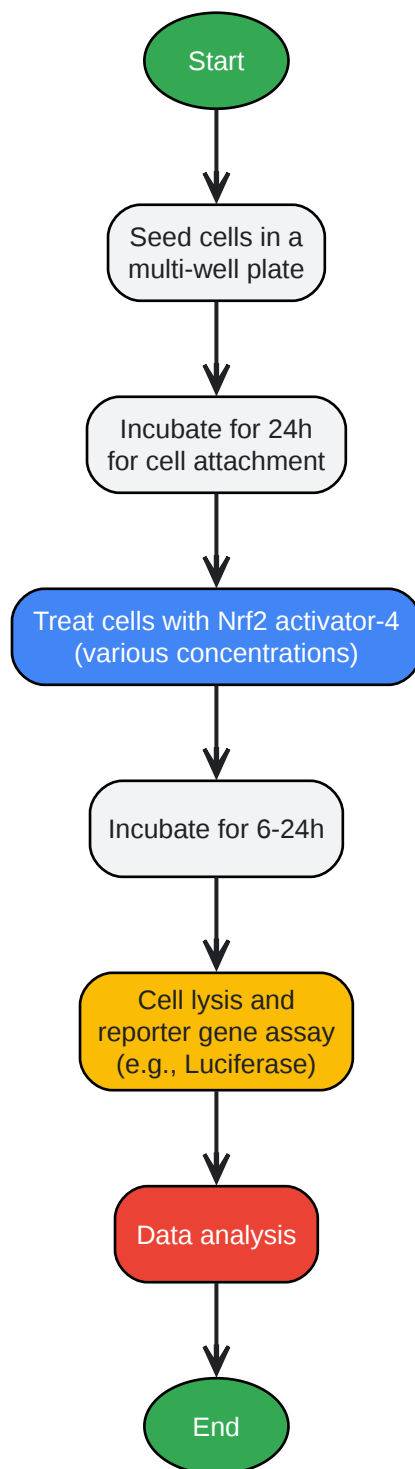 Start
Seed cells in a
multi-well plate
Incubate for 24h
for cell attachment
Treat cells with Nrf2 activator-4
(various concentrations)
Incubate for 6-24h
Cell lysis and
reporter gene assay
(e.g., Luciferase)
Data analysis
End